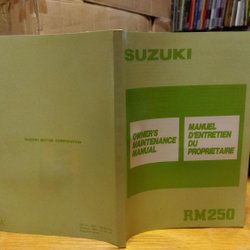 SUZUKI
OWNER'S
MAINTENANCE
MANUAL
MANUEL
D'ENTRETIEN
DU
PROPRIETAIRE
RM250
SUZUKI MOTOR CORPORATION